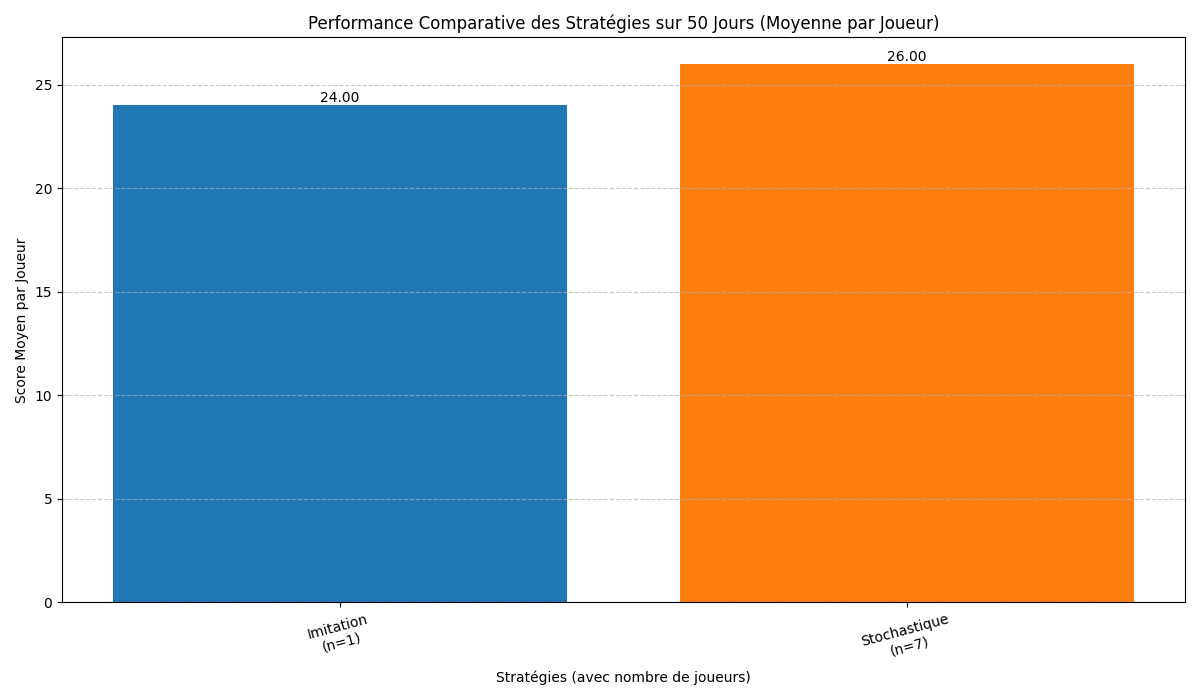 Performance Comparative des Stratégies sur 50 Jours (Moyenne par Joueur)
26.00
24.00
25
20
15
10
5
0
Score Moyen par Joueur
Imitation
(n=1)
Stochastique
(n=7)
Stratégies (avec nombre de joueurs)